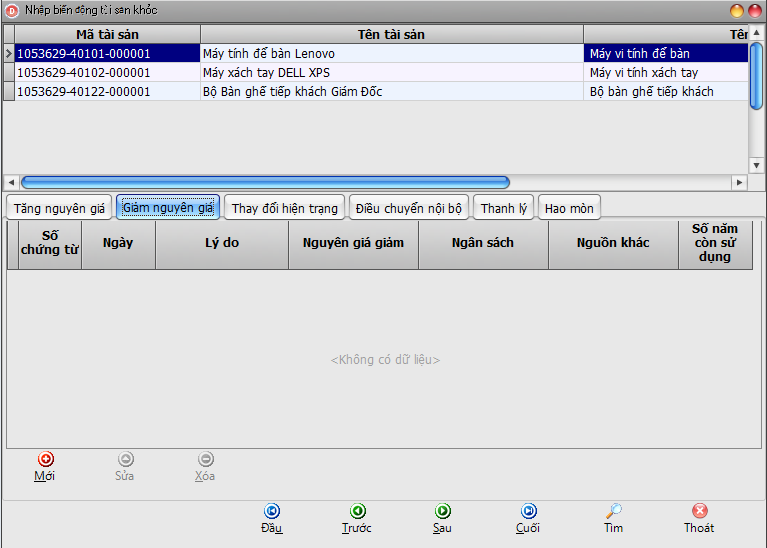 Nhập biến động tài sản khác
Mã tài sản Tên tài sản Tên
1053629-40101-000001 Máy tính để bàn Lenovo Máy vi tính để bàn
1053629-40102-000001 Máy xách tay DELL XPS Máy vi tính xách tay
1053629-40122-000001 Bộ Bàn ghế tiếp khách Giám Đốc Bộ bàn ghế tiếp khách
Tăng nguyên giá Giảm nguyên giá Thay đổi hiện trạng Điều chuyển nội bộ Thanh lý Hao mòn
Số chứng từ Ngày Lý do Nguyên giá giảm Ngân sách Nguồn khác Số năm còn sử dụng
<Không có dữ liệu>
Mới Sửa Xóa
Đầu Trước Sau Cuối Tìm Thoát